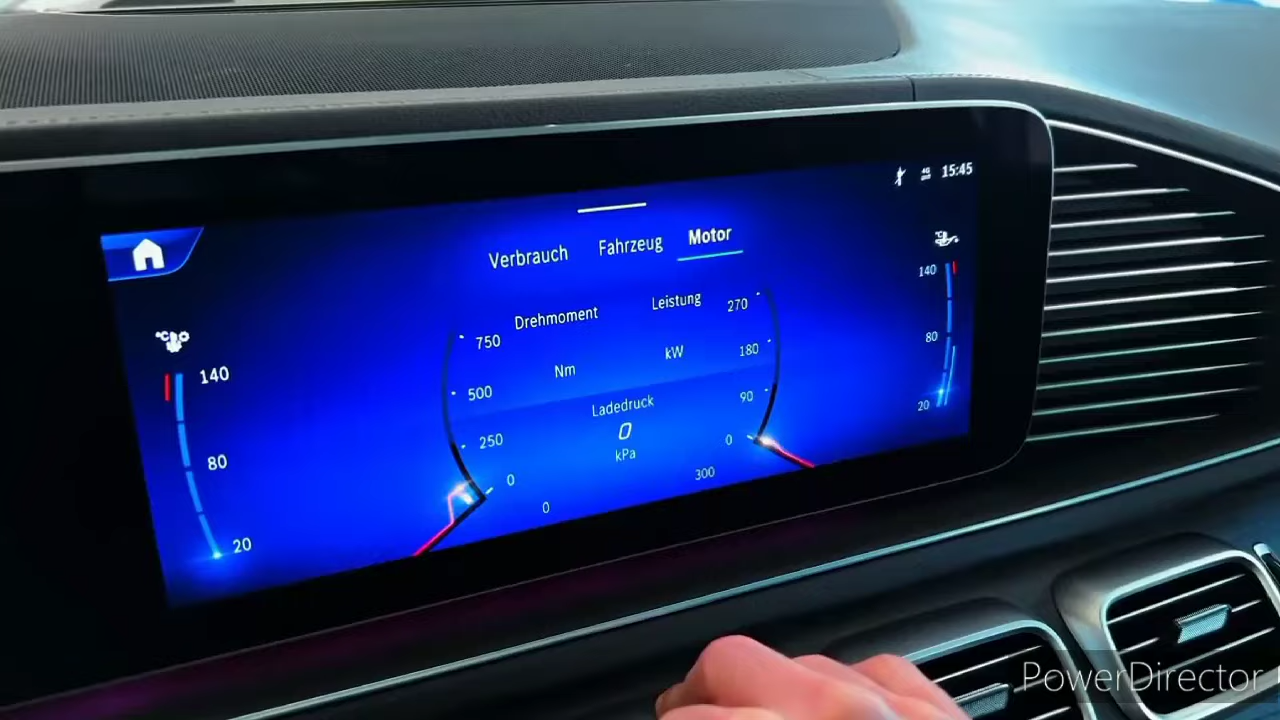 4G 15:45
Verbrauch Fahrzeug Motor
°C
°C
140
80
20
Drehmoment
750
500
250
0
Nm
Leistung
270
180
90
0
kW
Ladedruck
0
kPa
0
300
140
80
20
PowerDirector